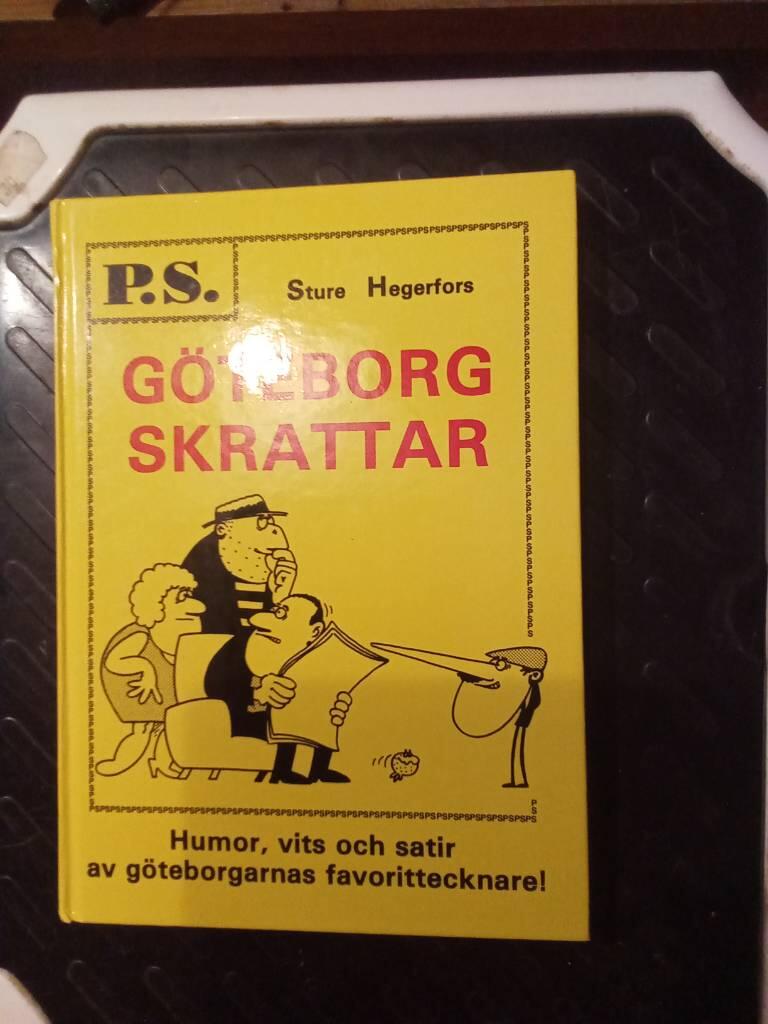 P.S.
Sture Hegerfors
GÖTEBORG
SKRATTAR
Humor, vits och satir
av göteborgarnas favorittecknare!